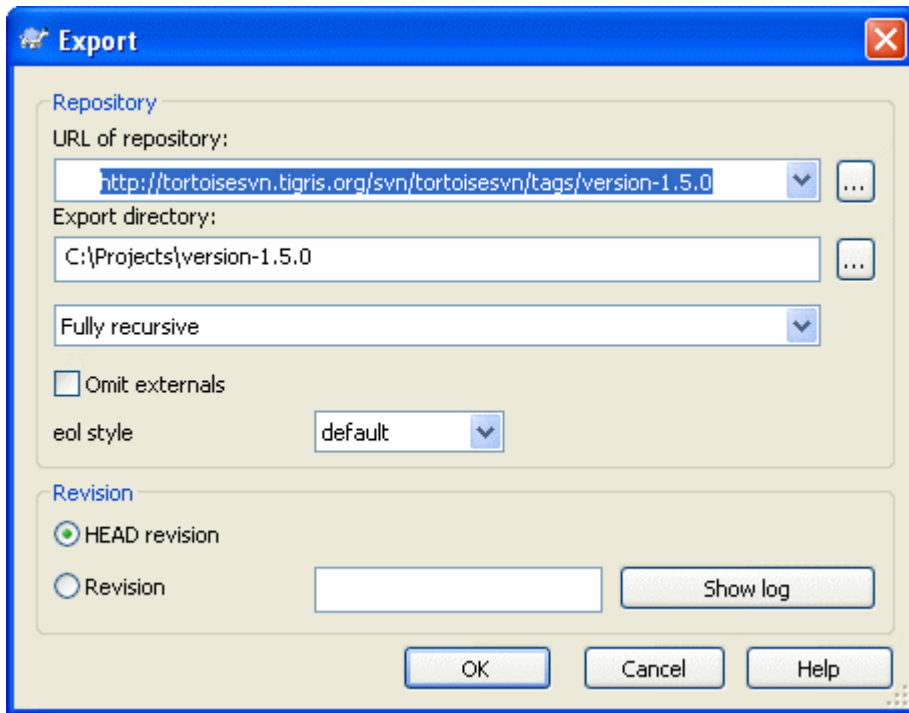 Export
Repository
URL of repository:
http://tortoisesvn.tigris.org/svn/tortoisesvn/tags/version-1.5.0
...
Export directory:
C:\Projects\version-1.5.0
...
Fully recursive
Omit externals
eol style default
Revision
HEAD revision
Revision Show log
OK Cancel Help